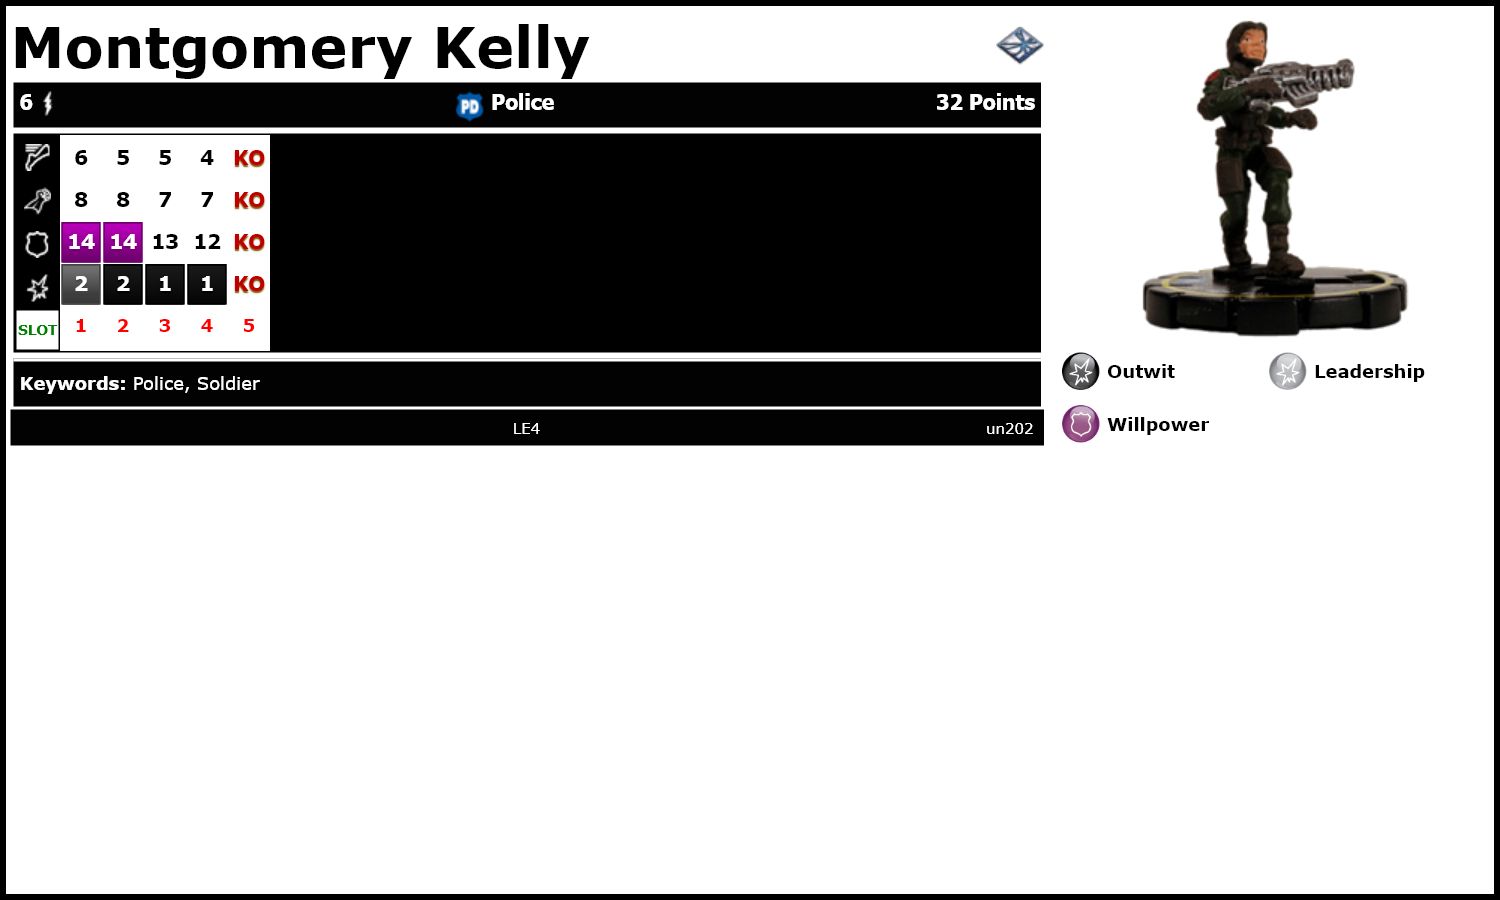 Montgomery Kelly
6 PD Police 32 Points
6 5 5 4 KO
8 8 7 7 KO
14 14 13 12 KO
2 2 1 1 KO
SLOT 1 2 3 4 5
Outwit Leadership
Keywords: Police, Soldier
Willpower
LE4 un202